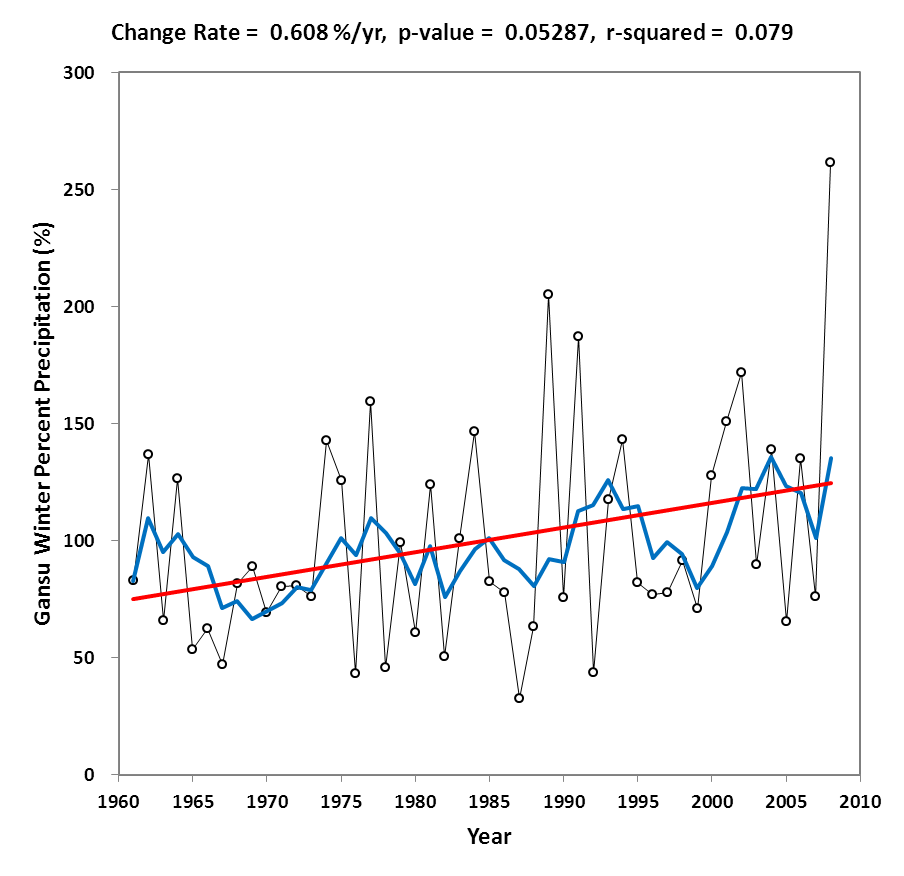 Change Rate = 0.608 %/yr, p-value = 0.05287, r-squared = 0.079
Gansu Winter Percent Precipitation (%)
300
250
200
150
100
50
0
1960 1965 1970 1975 1980 1985 1990 1995 2000 2005 2010
Year